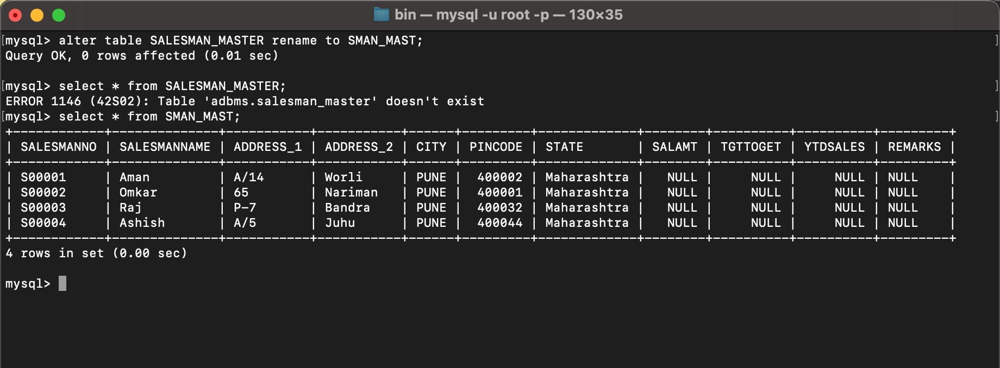 bin — mysql -u root -p — 130×35
[mysql> alter table SALESMAN_MASTER rename to SMAN_MAST; ]
Query OK, 0 rows affected (0.01 sec)
[mysql> select * from SALESMAN_MASTER; ]
ERROR 1146 (42S02): Table 'adbms.salesman_master' doesn't exist
[mysql> select * from SMAN_MAST; ]
+------------+--------------+-----------+-----------+------+---------+-------------+--------+----------+----------+---------+
| SALESMANNO | SALESMANNAME | ADDRESS_1 | ADDRESS_2 | CITY | PINCODE | STATE       | SALAMT | TGTTOGET | YTDSALES | REMARKS |
+------------+--------------+-----------+-----------+------+---------+-------------+--------+----------+----------+---------+
| S00001     | Aman         | A/14      | Worli     | PUNE |  400002 | Maharashtra |   NULL |     NULL |     NULL | NULL    |
| S00002     | Omkar        | 65        | Nariman   | PUNE |  400001 | Maharashtra |   NULL |     NULL |     NULL | NULL    |
| S00003     | Raj          | P-7       | Bandra    | PUNE |  400032 | Maharashtra |   NULL |     NULL |     NULL | NULL    |
| S00004     | Ashish       | A/5       | Juhu      | PUNE |  400044 | Maharashtra |   NULL |     NULL |     NULL | NULL    |
+------------+--------------+-----------+-----------+------+---------+-------------+--------+----------+----------+---------+
4 rows in set (0.00 sec)
mysql>